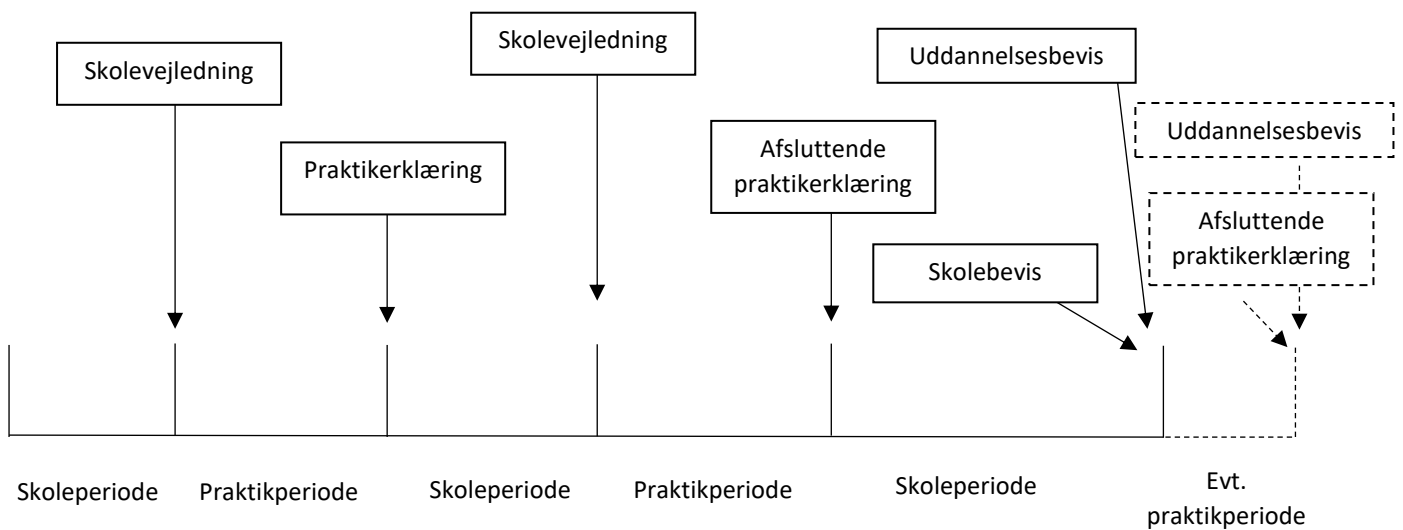 Skolevejledning
Praktikerklæring
Skolevejledning
Afsluttende
praktikerklæring
Uddannelsesbevis
Skolebevis
Uddannelsesbevis
Afsluttende
praktikerklæring
Skoleperiode
Praktikperiode
Skoleperiode
Praktikperiode
Skoleperiode
Evt.
praktikperiode